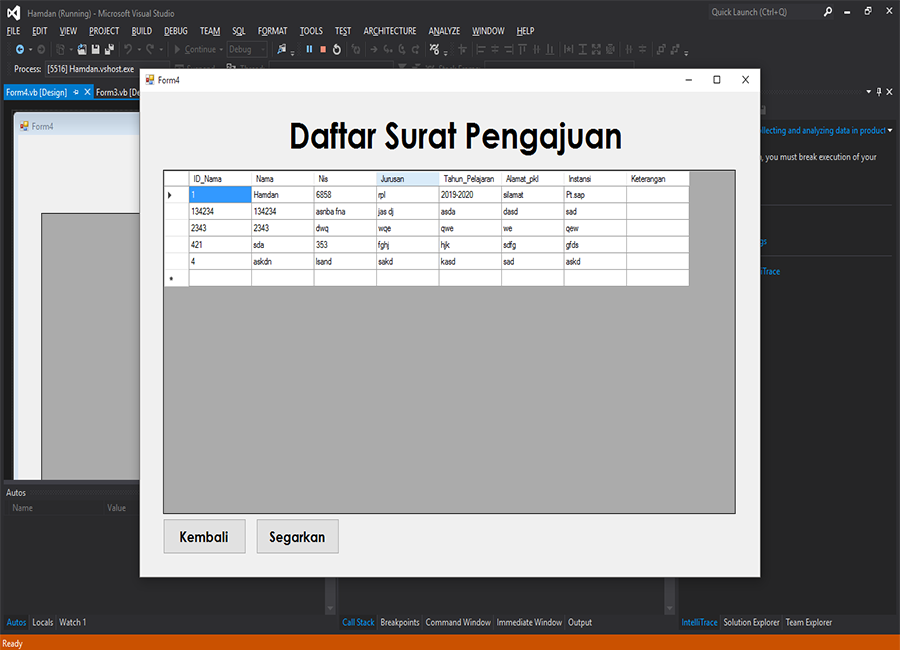 Hamdan (Running) - Microsoft Visual Studio
Quick Launch (Ctrl+Q)
FILE EDIT VIEW PROJECT BUILD DEBUG TEAM SQL FORMAT TOOLS TEST ARCHITECTURE ANALYZE WINDOW HELP
Continue Debug
Process: [5516] Hamdan.vshost.exe
Form4.vb [Design] Form3.vb [De
Form4
Form4
llecting and analyzing data in product
, you must break execution of your
Daftar Surat Pengajuan
ID_Nama Nama Nis Jurusan Tahun_Pelajaran Alamat_pkl Instansi Keterangan
1 Hamdan 6858 rpl 2019-2020 silamat Pt.sap
134234 134234 asnba fna jas dj asda dasd sad
2343 2343 dwq wqe qwe we qew
421 sda 353 fghj hjk sdfg gfds
4 askdn lsand sakd kasd sad askd
gs
iTrace
Autos
Name Value
Kembali Segarkan
Autos Locals Watch 1
Call Stack Breakpoints Command Window Immediate Window Output
IntelliTrace Solution Explorer Team Explorer
Ready